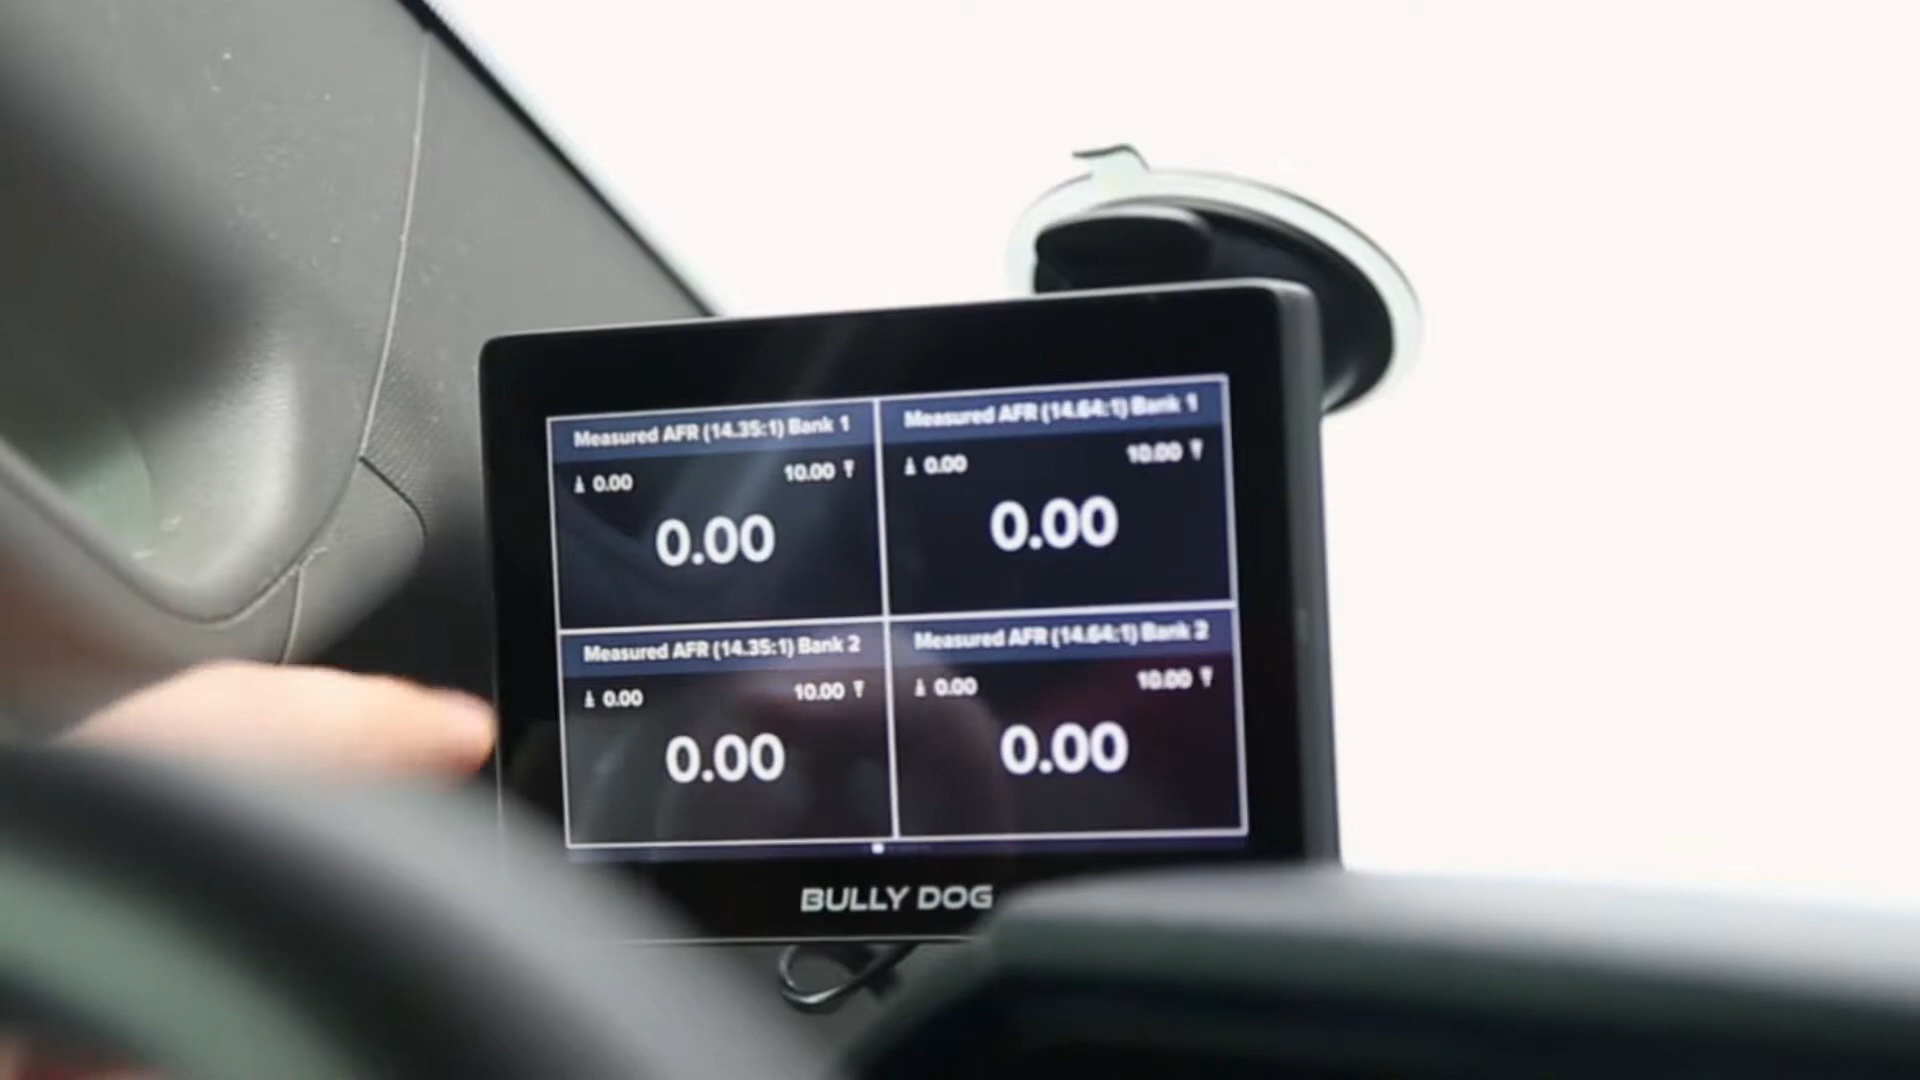 Measured AFR (14.35:1) Bank 1
0.00 10.00
0.00
Measured AFR (14.64:1) Bank 1
0.00 10.00
0.00
Measured AFR (14.35:1) Bank 2
0.00 10.00
0.00
Measured AFR (14.64:1) Bank 2
0.00 10.00
0.00
BULLY DOG